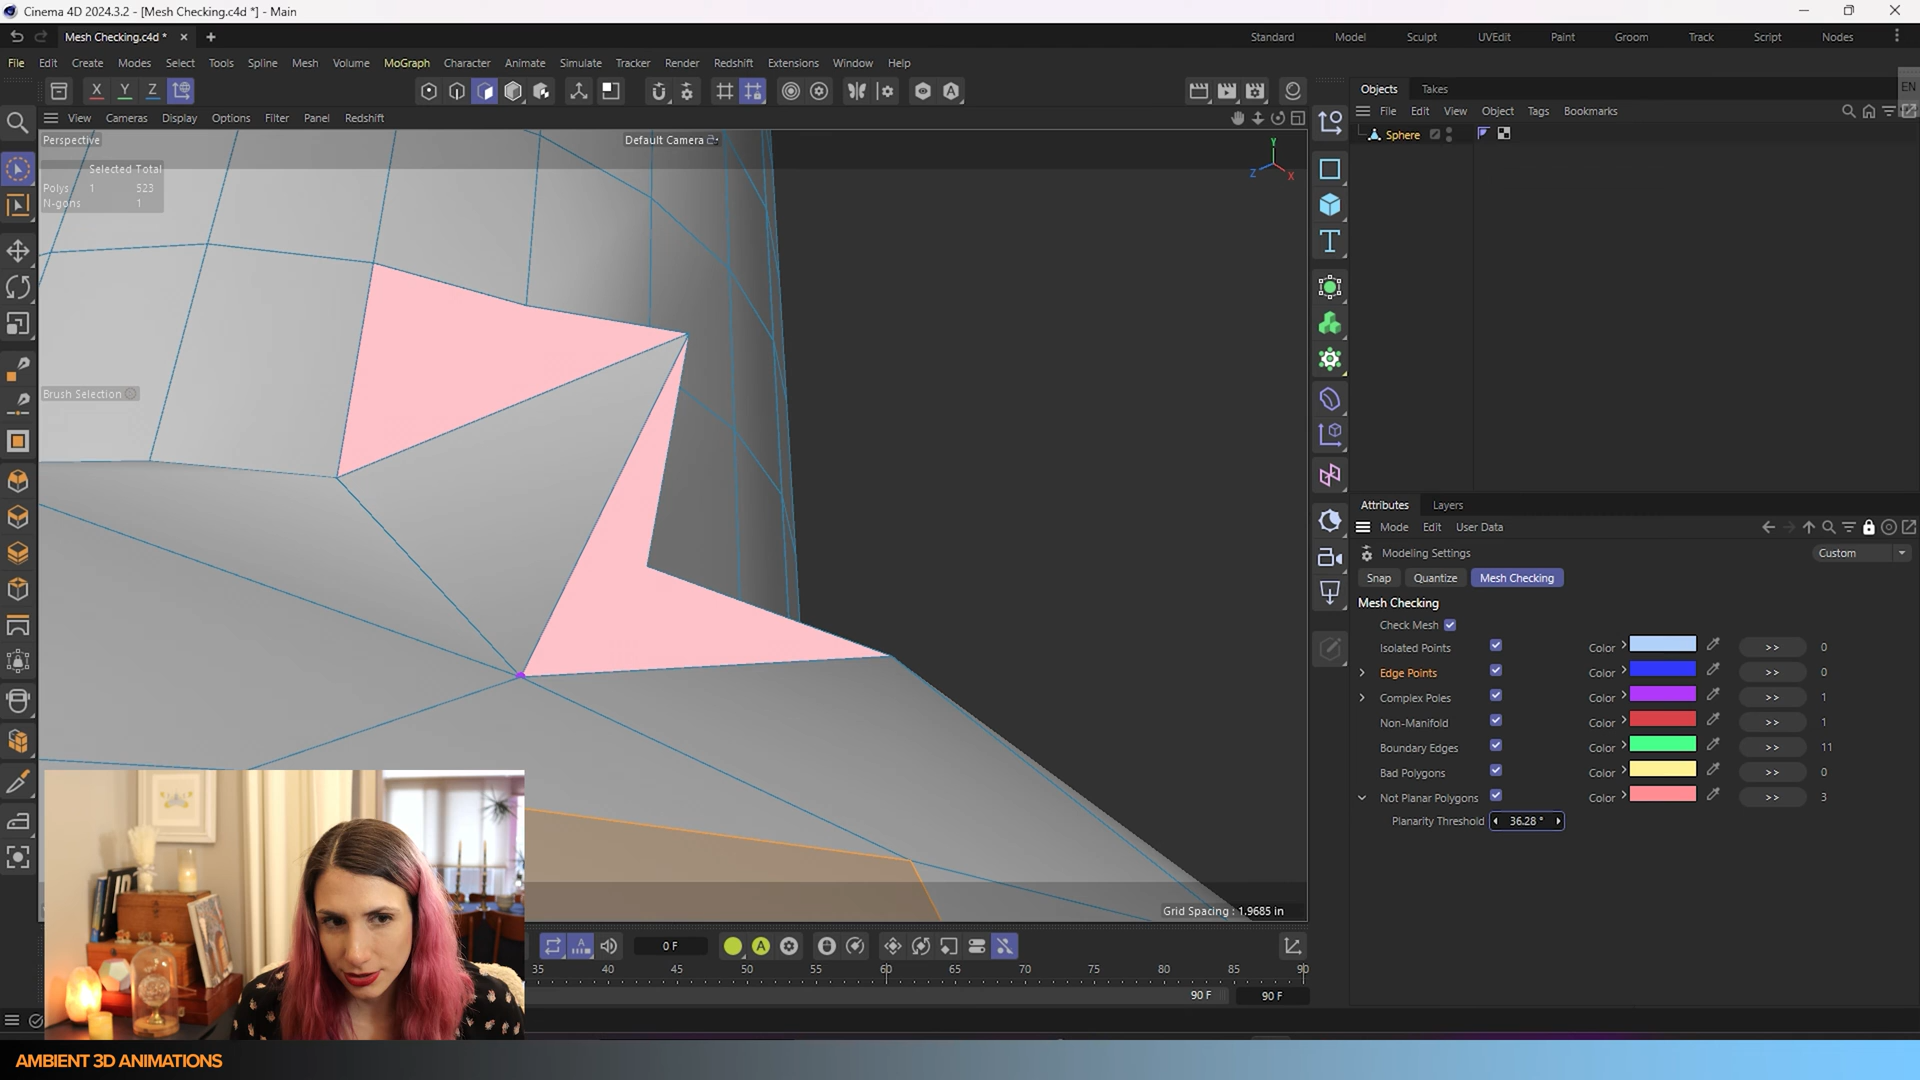 Cinema 4D 2024.3.2 - [Mesh Checking.c4d *] - Main
Mesh Checking.c4d *
Standard Model Sculpt UVEdit Paint Groom Track Script Nodes
File Edit Create Modes Select Tools Spline Mesh Volume MoGraph Character Animate Simulate Tracker Render Redshift Extensions Window Help
X Y Z
EN
Objects Takes
File Edit View Object Tags Bookmarks
Sphere
View Cameras Display Options Filter Panel Redshift
Perspective
Default Camera
Selected Total
Polys 1 523
N-gons 1
Y
Z
X
Brush Selection
Grid Spacing : 1.9685 in
Attributes Layers
Mode Edit User Data
Modeling Settings
Custom
Snap Quantize Mesh Checking
Mesh Checking
Check Mesh
Isolated Points Color >> 0
Edge Points Color >> 0
Complex Poles Color >> 1
Non-Manifold Color >> 1
Boundary Edges Color >> 11
Bad Polygons Color >> 0
Not Planar Polygons Color >> 3
Planarity Threshold 36.28 °
0 F
35 40 45 50 55 60 65 70 75 80 85 90
90 F
90 F
AMBIENT 3D ANIMATIONS